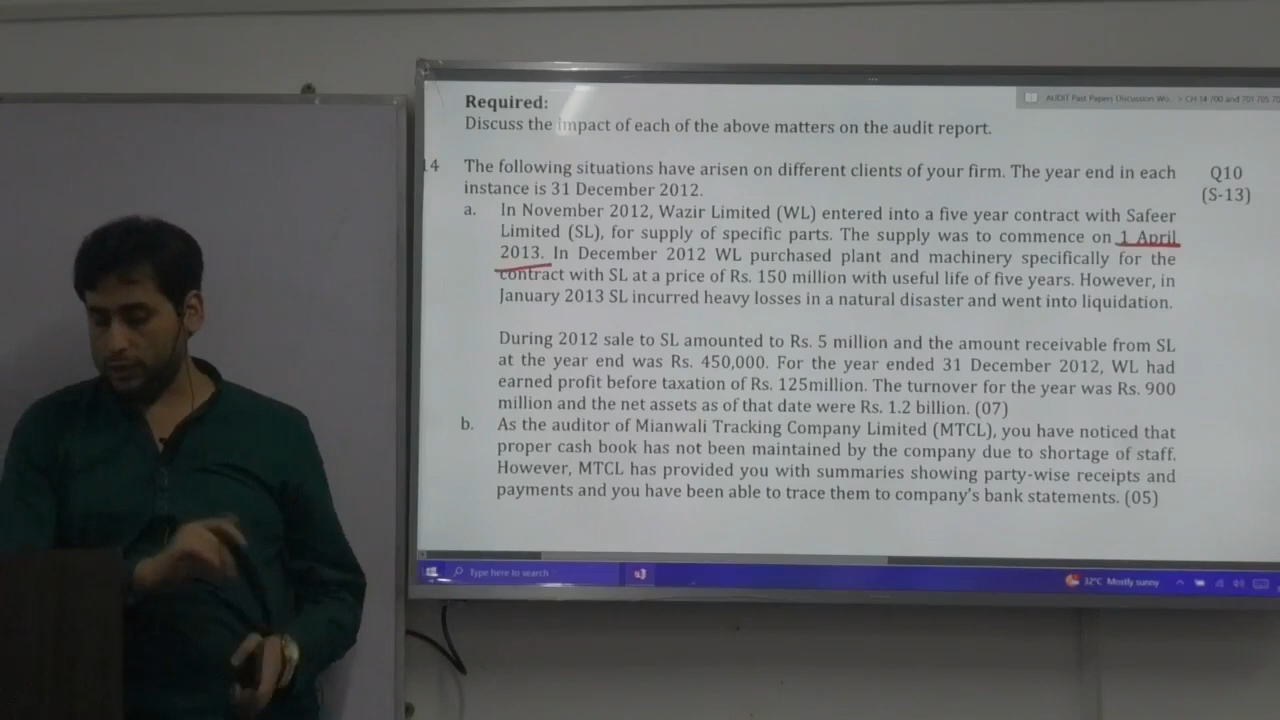 Required:
AUDIT Past Papers Discussion Wo... > CH 14 700 and 701 705 70
Discuss the impact of each of the above matters on the audit report.
14 The following situations have arisen on different clients of your firm. The year end in each Q10
instance is 31 December 2012. (S-13)
a. In November 2012, Wazir Limited (WL) entered into a five year contract with Safeer
Limited (SL), for supply of specific parts. The supply was to commence on 1 April
2013. In December 2012 WL purchased plant and machinery specifically for the
contract with SL at a price of Rs. 150 million with useful life of five years. However, in
January 2013 SL incurred heavy losses in a natural disaster and went into liquidation.
During 2012 sale to SL amounted to Rs. 5 million and the amount receivable from SL
at the year end was Rs. 450,000. For the year ended 31 December 2012, WL had
earned profit before taxation of Rs. 125million. The turnover for the year was Rs. 900
million and the net assets as of that date were Rs. 1.2 billion. (07)
b. As the auditor of Mianwali Tracking Company Limited (MTCL), you have noticed that
proper cash book has not been maintained by the company due to shortage of staff.
However, MTCL has provided you with summaries showing party-wise receipts and
payments and you have been able to trace them to company's bank statements. (05)
Type here to search
32°C Mostly sunny